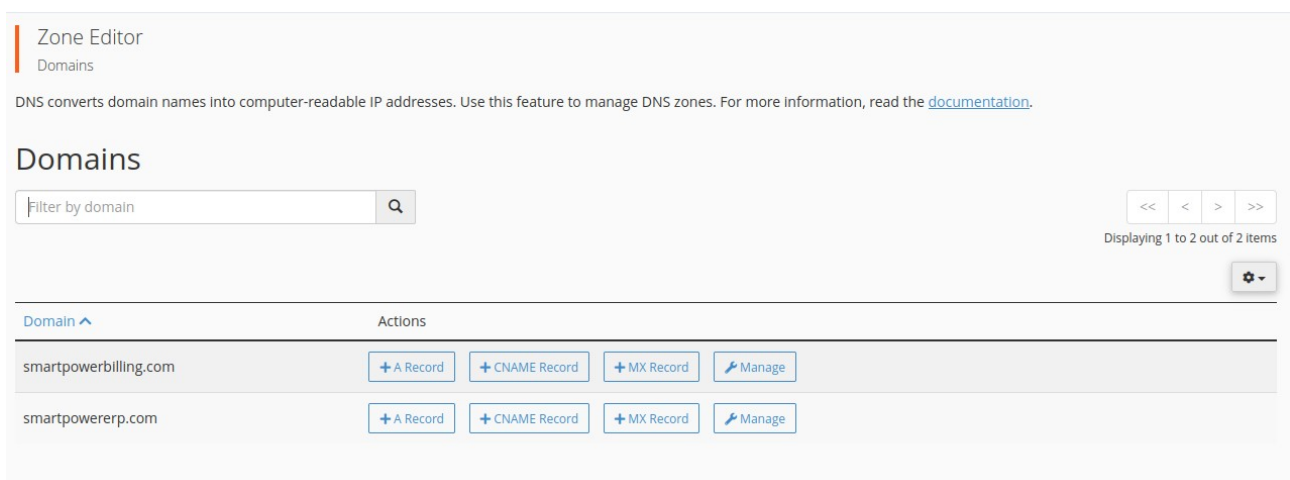 Zone Editor
Domains
DNS converts domain names into computer-readable IP addresses. Use this feature to manage DNS zones. For more information, read the documentation.
Domains
Filter by domain
<< < > >>
Displaying 1 to 2 out of 2 items
Domain Actions
smartpowerbilling.com + A Record + CNAME Record + MX Record Manage
smartpowererp.com + A Record + CNAME Record + MX Record Manage